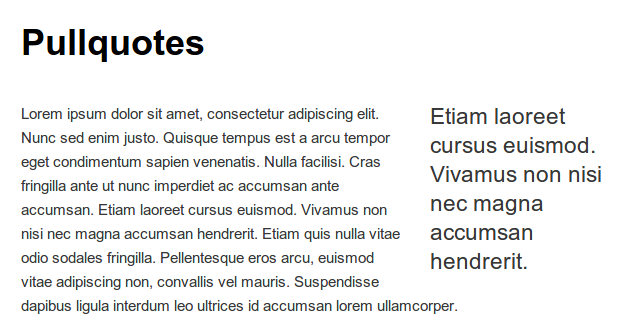 Pullquotes
Lorem ipsum dolor sit amet, consectetur adipiscing elit.
Nunc sed enim justo. Quisque tempus est a arcu tempor
eget condimentum sapien venenatis. Nulla facilisi. Cras
fringilla ante ut nunc imperdiet ac accumsan ante
accumsan. Etiam laoreet cursus euismod. Vivamus non
nisi nec magna accumsan hendrerit. Etiam quis nulla vitae
odio sodales fringilla. Pellentesque eros arcu, euismod
vitae adipiscing non, convallis vel mauris. Suspendisse
dapibus ligula interdum leo ultrices id accumsan lorem ullamcorper.
Etiam laoreet
cursus euismod.
Vivamus non nisi
nec magna
accumsan
hendrerit.